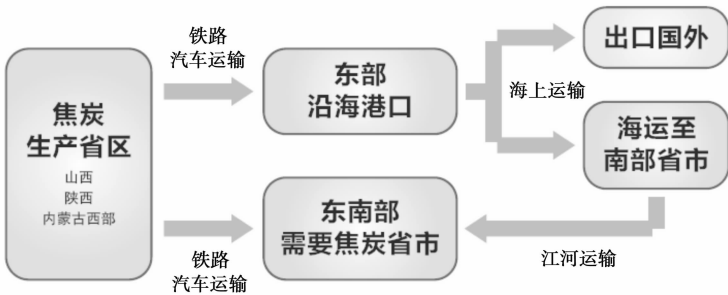 焦炭
生产省区
山西
陕西
内蒙古西部
铁路
汽车运输
东部
沿海港口
海上运输
出口国外
海运至
南部省市
铁路
汽车运输
东南部
需要焦炭省市
江河运输